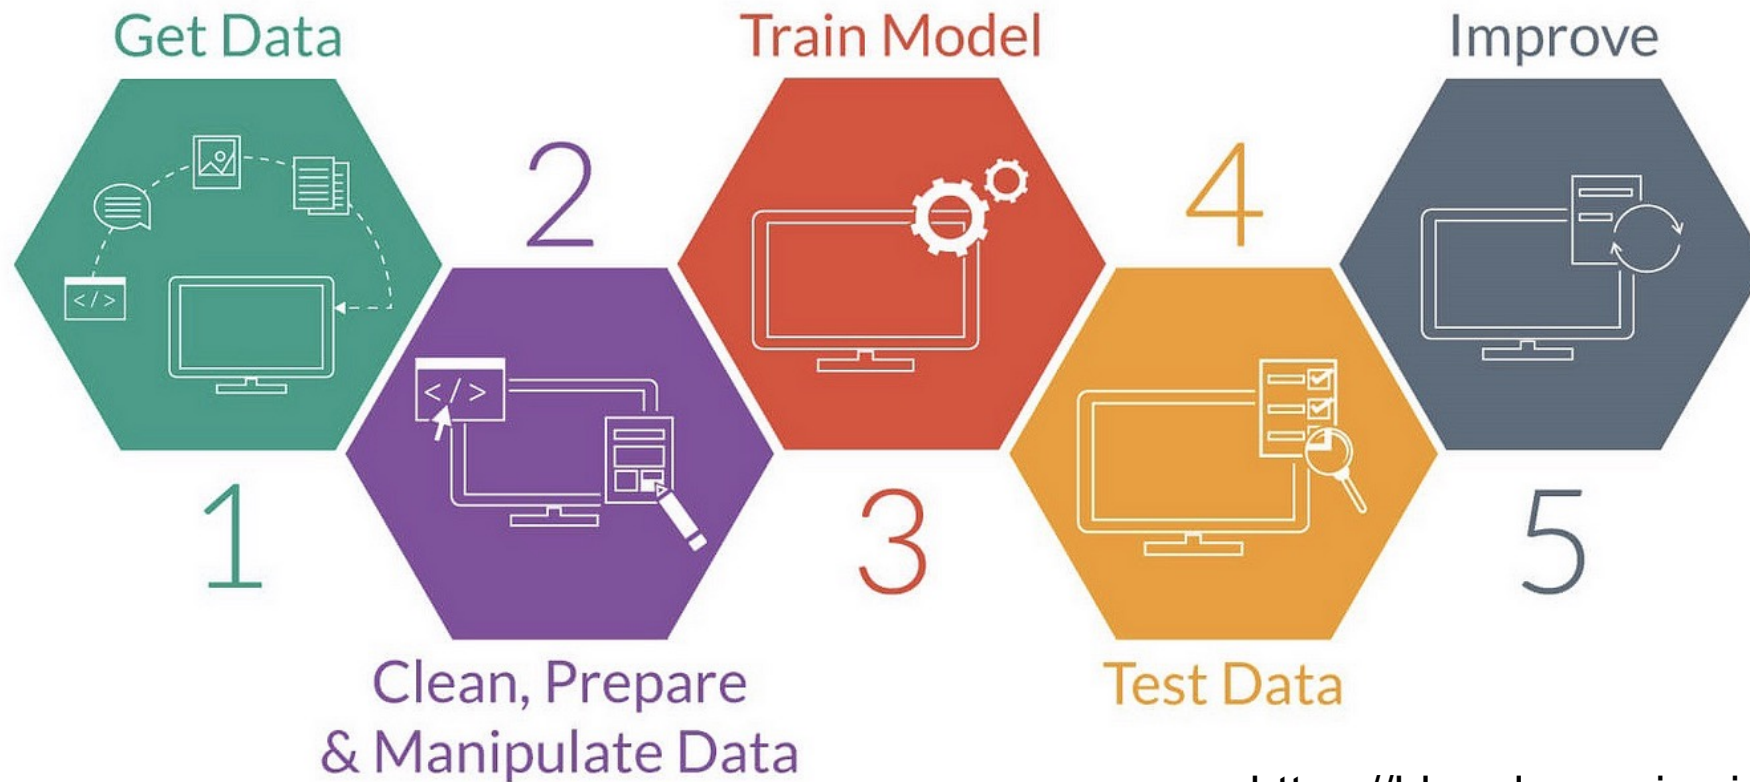 Get Data
1
2
Clean, Prepare
& Manipulate Data
Train Model
3
4
Test Data
Improve
5
</>
</>